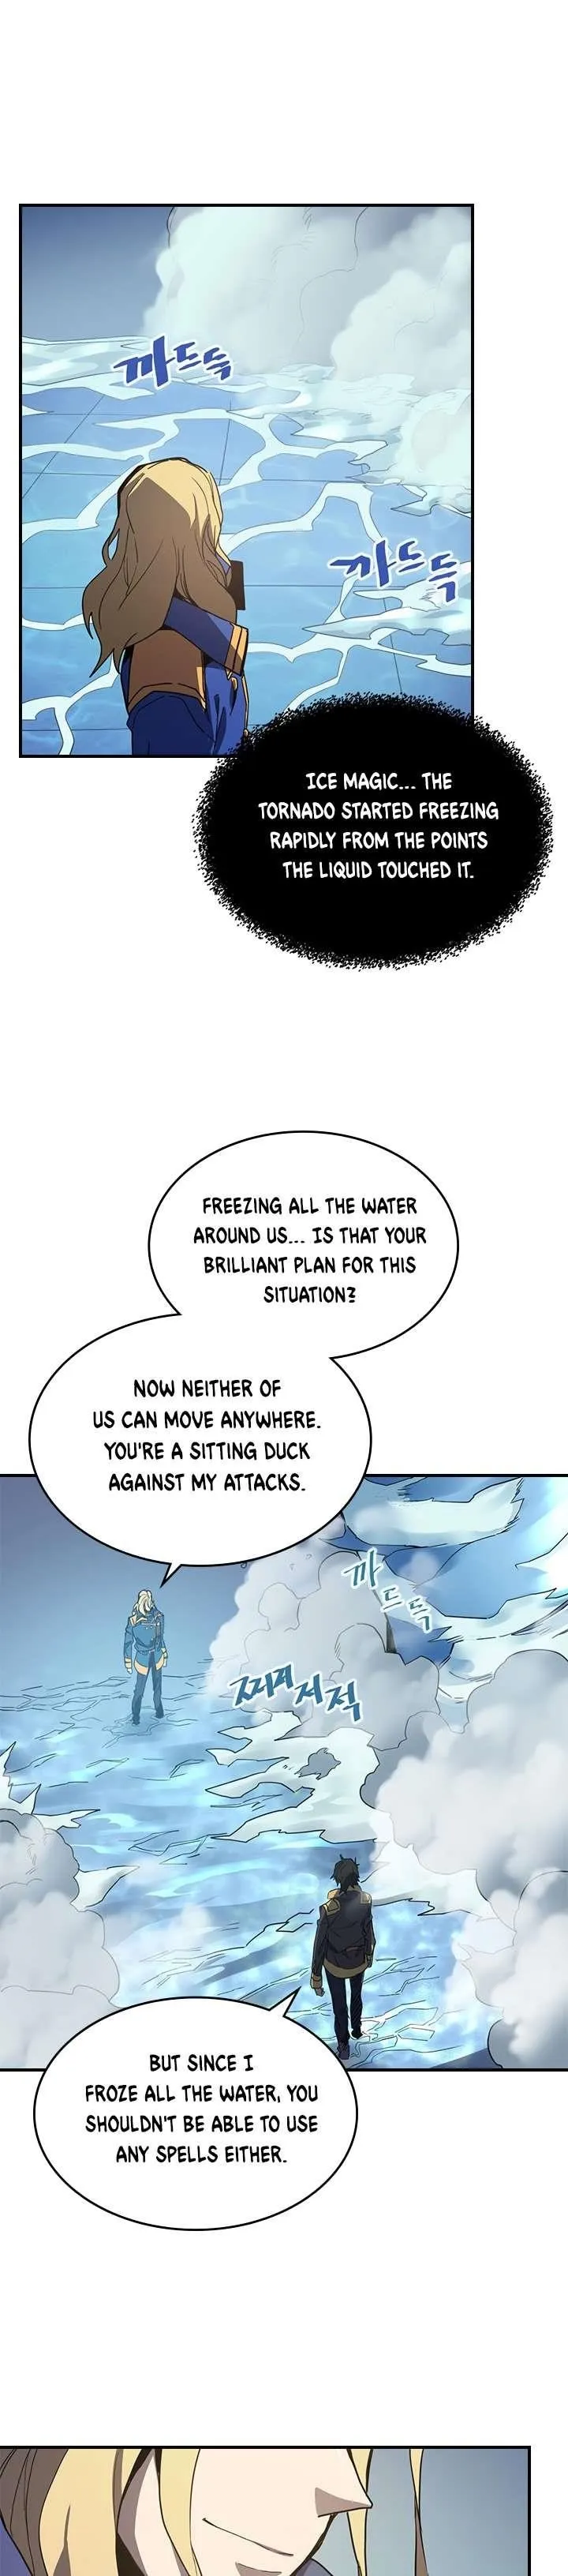 까드득
까드득
ICE MAGIC... THE
TORNADO STARTED FREEZING
RAPIDLY FROM THE POINTS
THE LIQUID TOUCHED IT.
FREEZING ALL THE WATER
AROUND US... IS THAT YOUR
BRILLIANT PLAN FOR THIS
SITUATION?
NOW NEITHER OF
US CAN MOVE ANYWHERE.
YOU'RE A SITTING DUCK
AGAINST MY ATTACKS.
까드득
쩌저저적
BUT SINCE I
FROZE ALL THE WATER, YOU
SHOULDN'T BE ABLE TO USE
ANY SPELLS EITHER.